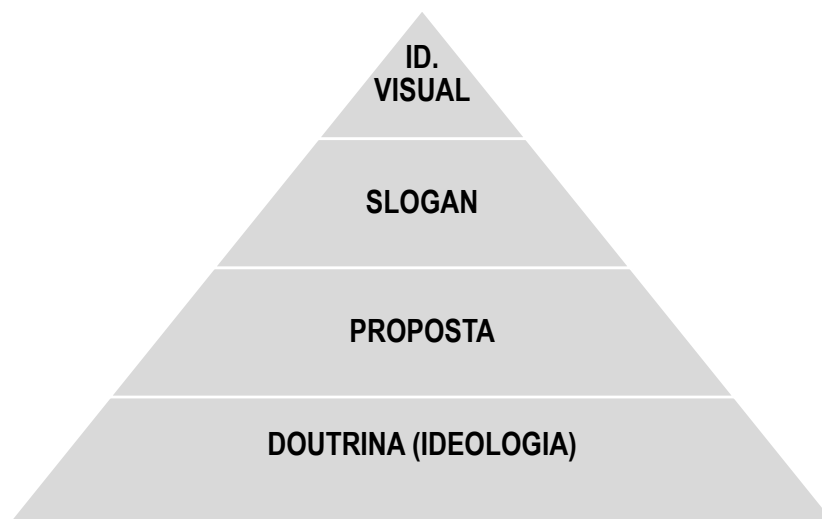 ID.
VISUAL
SLOGAN
PROPOSTA
DOUTRINA (IDEOLOGIA)